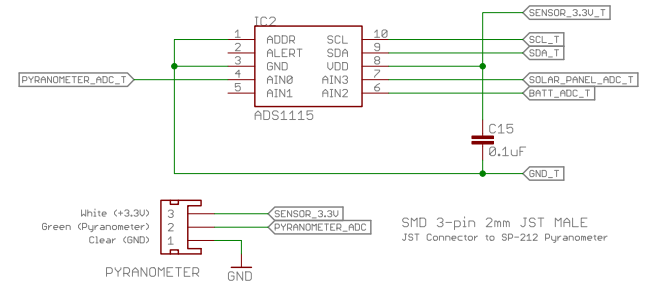 IC2
SENSOR_3.3V_T
1 ADDR SCL 10 SCL_T
2 ALERT SDA 9 SDA_T
3 GND VDD 8
PYRANOMETER_ADC_T 4 AIN0 AIN3 7 SOLAR_PANEL_ADC_T
5 AIN1 AIN2 6 BATT_ADC_T
ADS1115
C15
0.1uF
GND_T
White (+3.3V) 3 SENSOR_3.3V
Green (Pyranometer) 2 PYRANOMETER_ADC
Clear (GND) 1
PYRANOMETER
GND
SMD 3-pin 2mm JST MALE
JST Connector to SP-212 Pyranometer